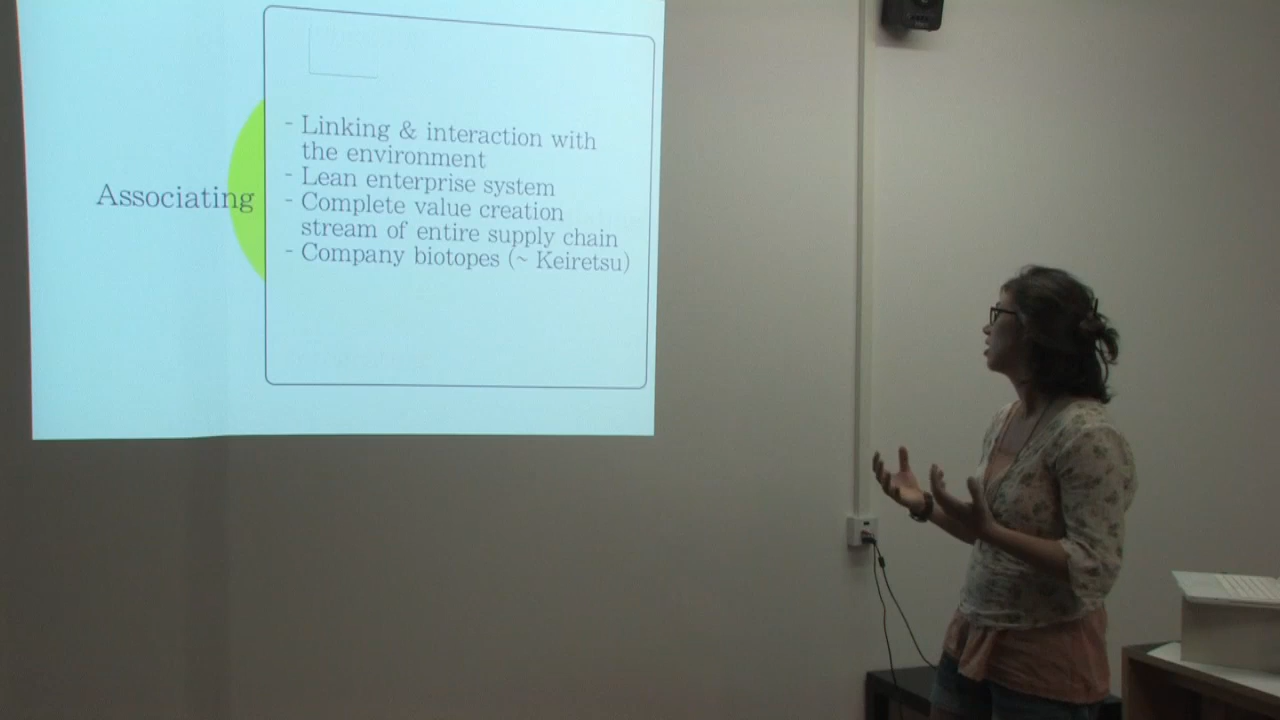 Associating
- Linking & interaction with
the environment
- Lean enterprise system
- Complete value creation
stream of entire supply chain
- Company biotopes (~ Keiretsu)